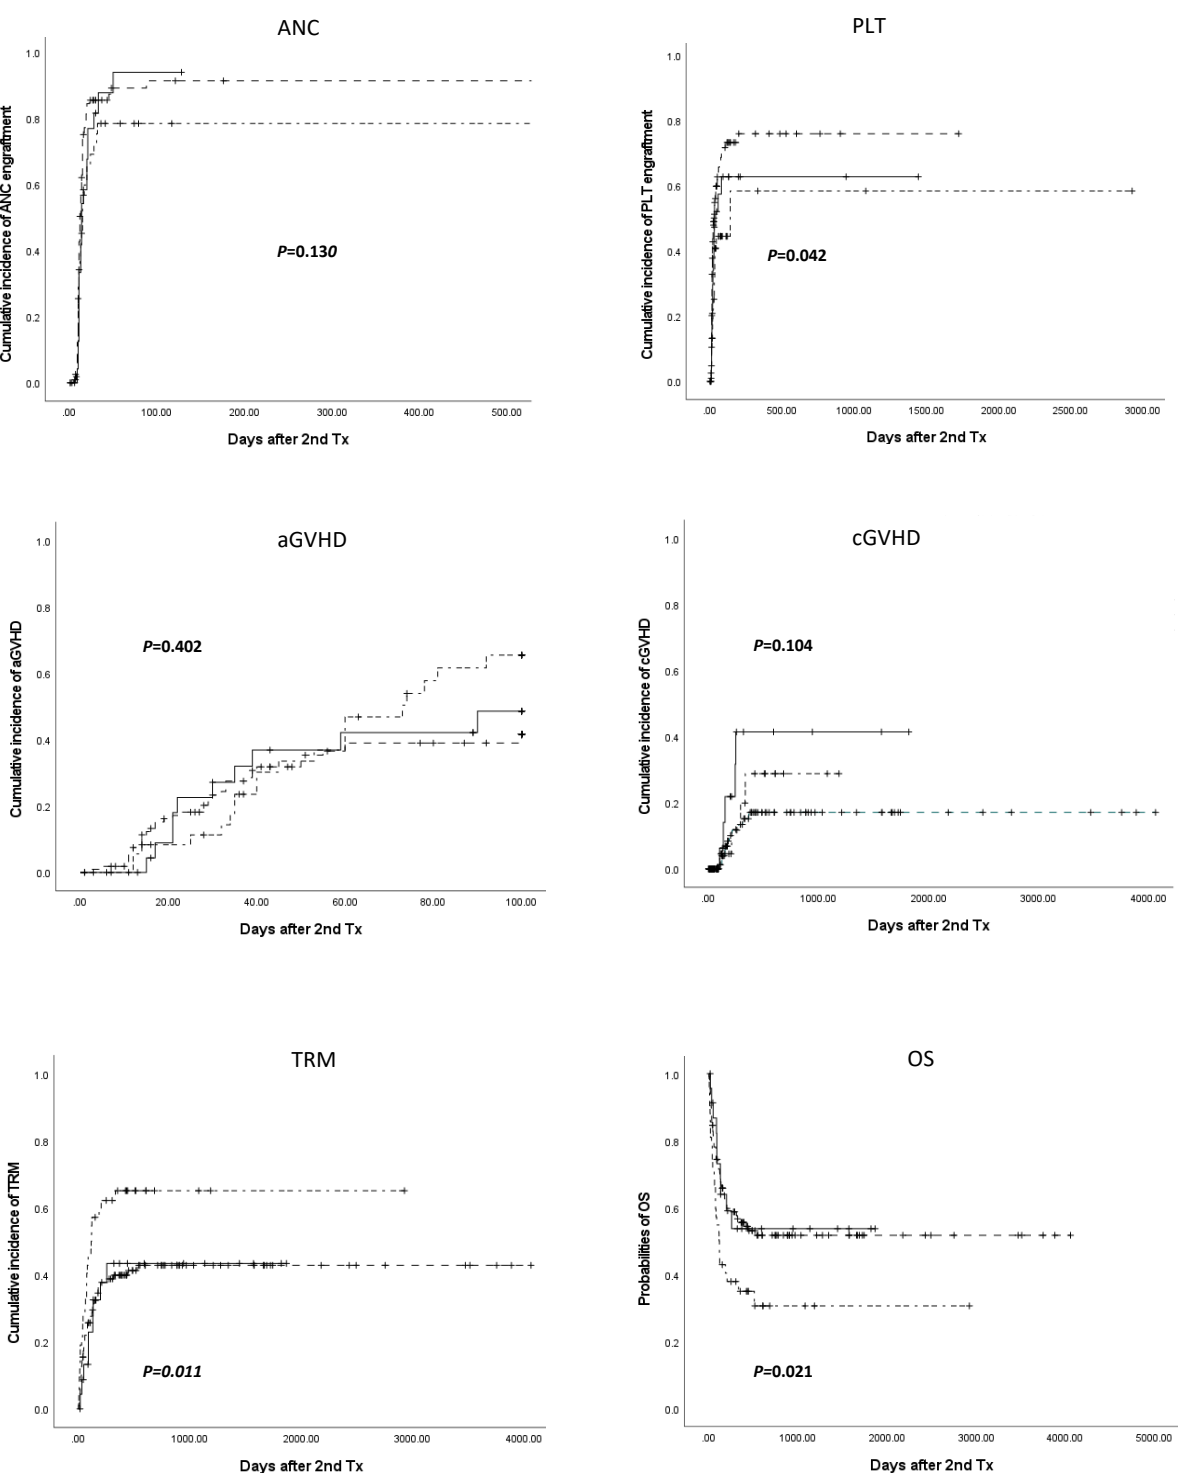 ANC
Cumulative incidence of ANC engraftment
1.0
0.8
0.6
0.4
0.2
0.0
P=0.130
.00 100.00 200.00 300.00 400.00 500.00
Days after 2nd Tx
PLT
Cumulative incidence of PLT engraftment
1.0
0.8
0.6
0.4
0.2
0.0
P=0.042
.00 500.00 1000.00 1500.00 2000.00 2500.00 3000.00
Days after 2nd Tx
aGVHD
Cumulative incidence of aGVHD
1.0
0.8
0.6
0.4
0.2
0.0
P=0.402
.00 20.00 40.00 60.00 80.00 100.00
Days after 2nd Tx
cGVHD
Cumulative incidence of cGVHD
1.0
0.8
0.6
0.4
0.2
0.0
P=0.104
.00 1000.00 2000.00 3000.00 4000.00
Days after 2nd Tx
TRM
Cumulative incidence of TRM
1.0
0.8
0.6
0.4
0.2
0.0
P=0.011
.00 1000.00 2000.00 3000.00 4000.00
Days after 2nd Tx
OS
Probabilities of OS
1.0
0.8
0.6
0.4
0.2
0.0
P=0.021
.00 1000.00 2000.00 3000.00 4000.00 5000.00
Days after 2nd Tx